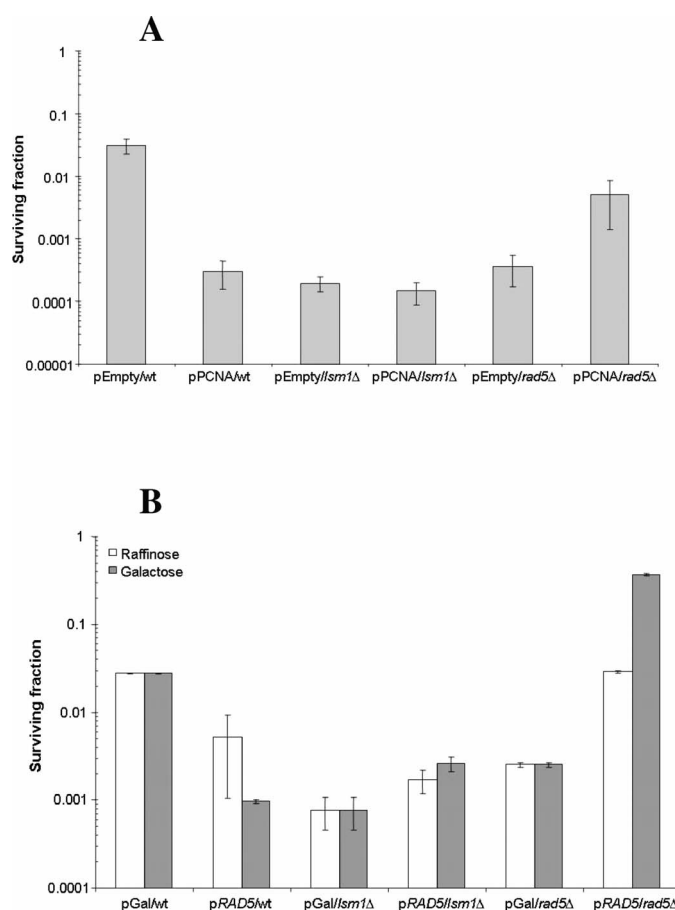 A
1
0.1
0.01
0.001
0.0001
0.00001
Surviving fraction
pEmpty/wt pPCNA/wt pEmpty/lsm1Δ pPCNA/lsm1Δ pEmpty/rad5Δ pPCNA/rad5Δ
B
1
0.1
0.01
0.001
0.0001
Surviving fraction
Raffinose
Galactose
pGal/wt pRAD5/wt pGal/lsm1Δ pRAD5/lsm1Δ pGal/rad5Δ pRAD5/rad5Δ